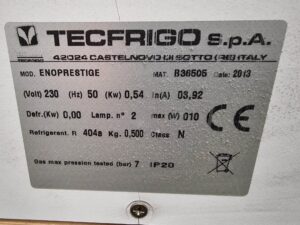 TECFRIGO S.p.A.
42024 CASTELNOVO DI SOTTO (RE) ITALY
MOD. ENOPRESTIGE MAT. B36505 Date: 2013
(Volt) 230 (Hz) 50 (Kw) 0,54 In(A) 03,92
Defr.(Kw) 0,00 Lamp. n° 2 max (W) 010 CE
Refrigerant. R 404a Kg. 0,500 Class N
Gas max pression tested (bar) 7 IP20